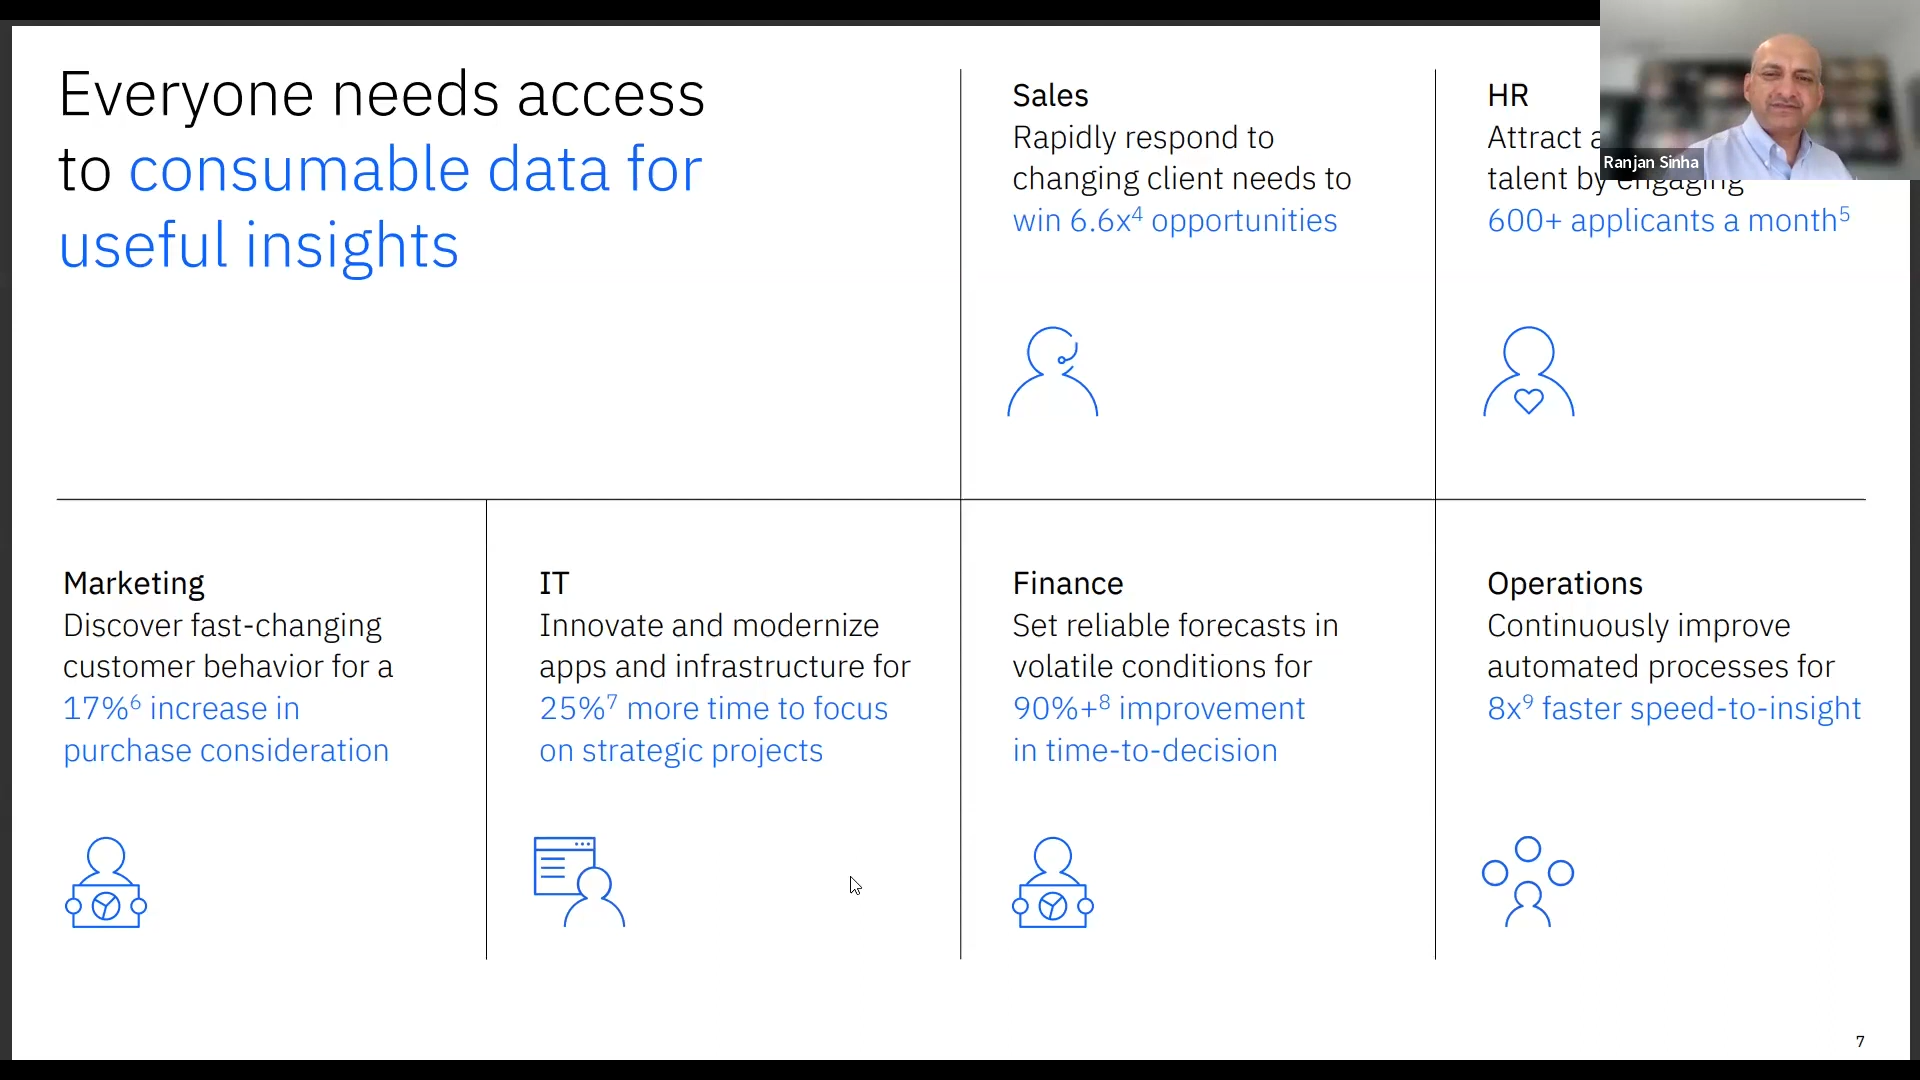 Everyone needs access
to consumable data for
useful insights
Sales
Rapidly respond to
changing client needs to
win 6.6x⁴ opportunities
HR
Attract
talent by engaging
600+ applicants a month⁵
Ranjan Sinha
Marketing
Discover fast-changing
customer behavior for a
17%⁶ increase in
purchase consideration
IT
Innovate and modernize
apps and infrastructure for
25%⁷ more time to focus
on strategic projects
Finance
Set reliable forecasts in
volatile conditions for
90%+⁸ improvement
in time-to-decision
Operations
Continuously improve
automated processes for
8x⁹ faster speed-to-insight
7